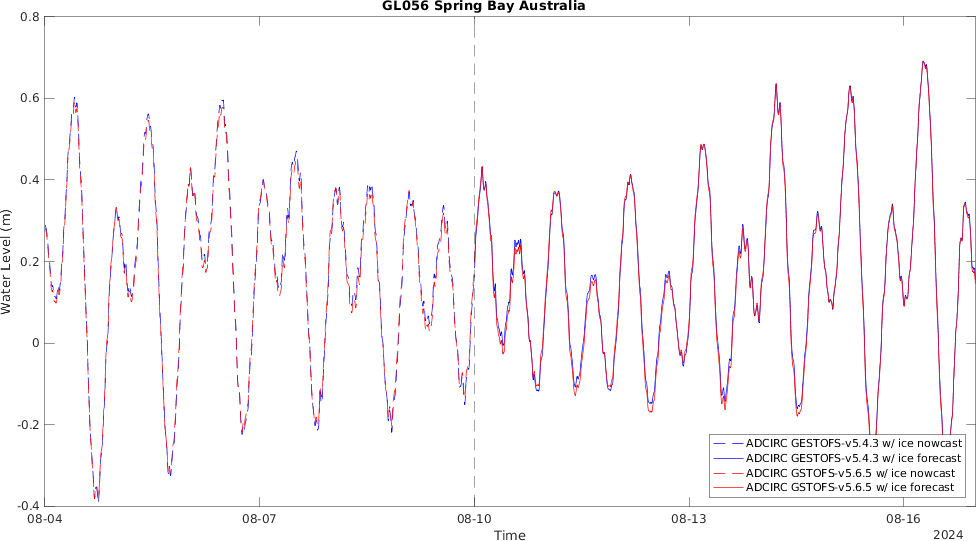 GL056 Spring Bay Australia
0.8
0.6
0.4
0.2
0
-0.2
-0.4
Water Level (m)
08-04
08-07
08-10
08-13
08-16
Time
2024
ADCIRC GESTOFS-v5.4.3 w/ ice nowcast
ADCIRC GESTOFS-v5.4.3 w/ ice forecast
ADCIRC GSTOFS-v5.6.5 w/ ice nowcast
ADCIRC GSTOFS-v5.6.5 w/ ice forecast